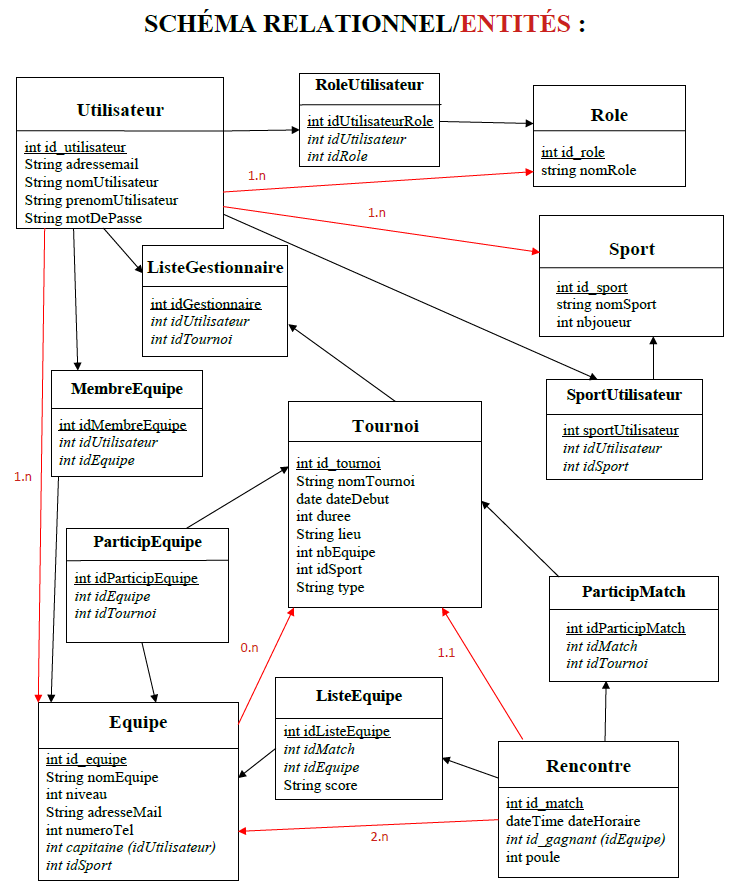 SCHÉMA RELATIONNEL/ENTITÉS :
Utilisateur
int id_utilisateur
String adressemail
String nomUtilisateur
String prenomUtilisateur
String motDePasse
RoleUtilisateur
int idUtilisateurRole
int idUtilisateur
int idRole
Role
int id_role
string nomRole
1.n
1.n
Sport
int id_sport
string nomSport
int nbjoueur
ListeGestionnaire
int idGestionnaire
int idUtilisateur
int idTournoi
MembreEquipe
int idMembreEquipe
int idUtilisateur
int idEquipe
SportUtilisateur
int sportUtilisateur
int idUtilisateur
int idSport
1.n
Tournoi
int id_tournoi
String nomTournoi
date dateDebut
int duree
String lieu
int nbEquipe
int idSport
String type
ParticipEquipe
int idParticipEquipe
int idEquipe
int idTournoi
ParticipMatch
int idParticipMatch
int idMatch
int idTournoi
0.n
1.1
Equipe
int id_equipe
String nomEquipe
int niveau
String adresseMail
int numeroTel
int capitaine (idUtilisateur)
int idSport
ListeEquipe
int idListeEquipe
int idMatch
int idEquipe
String score
Rencontre
int id_match
dateTime dateHoraire
int id_gagnant (idEquipe)
int poule
2.n